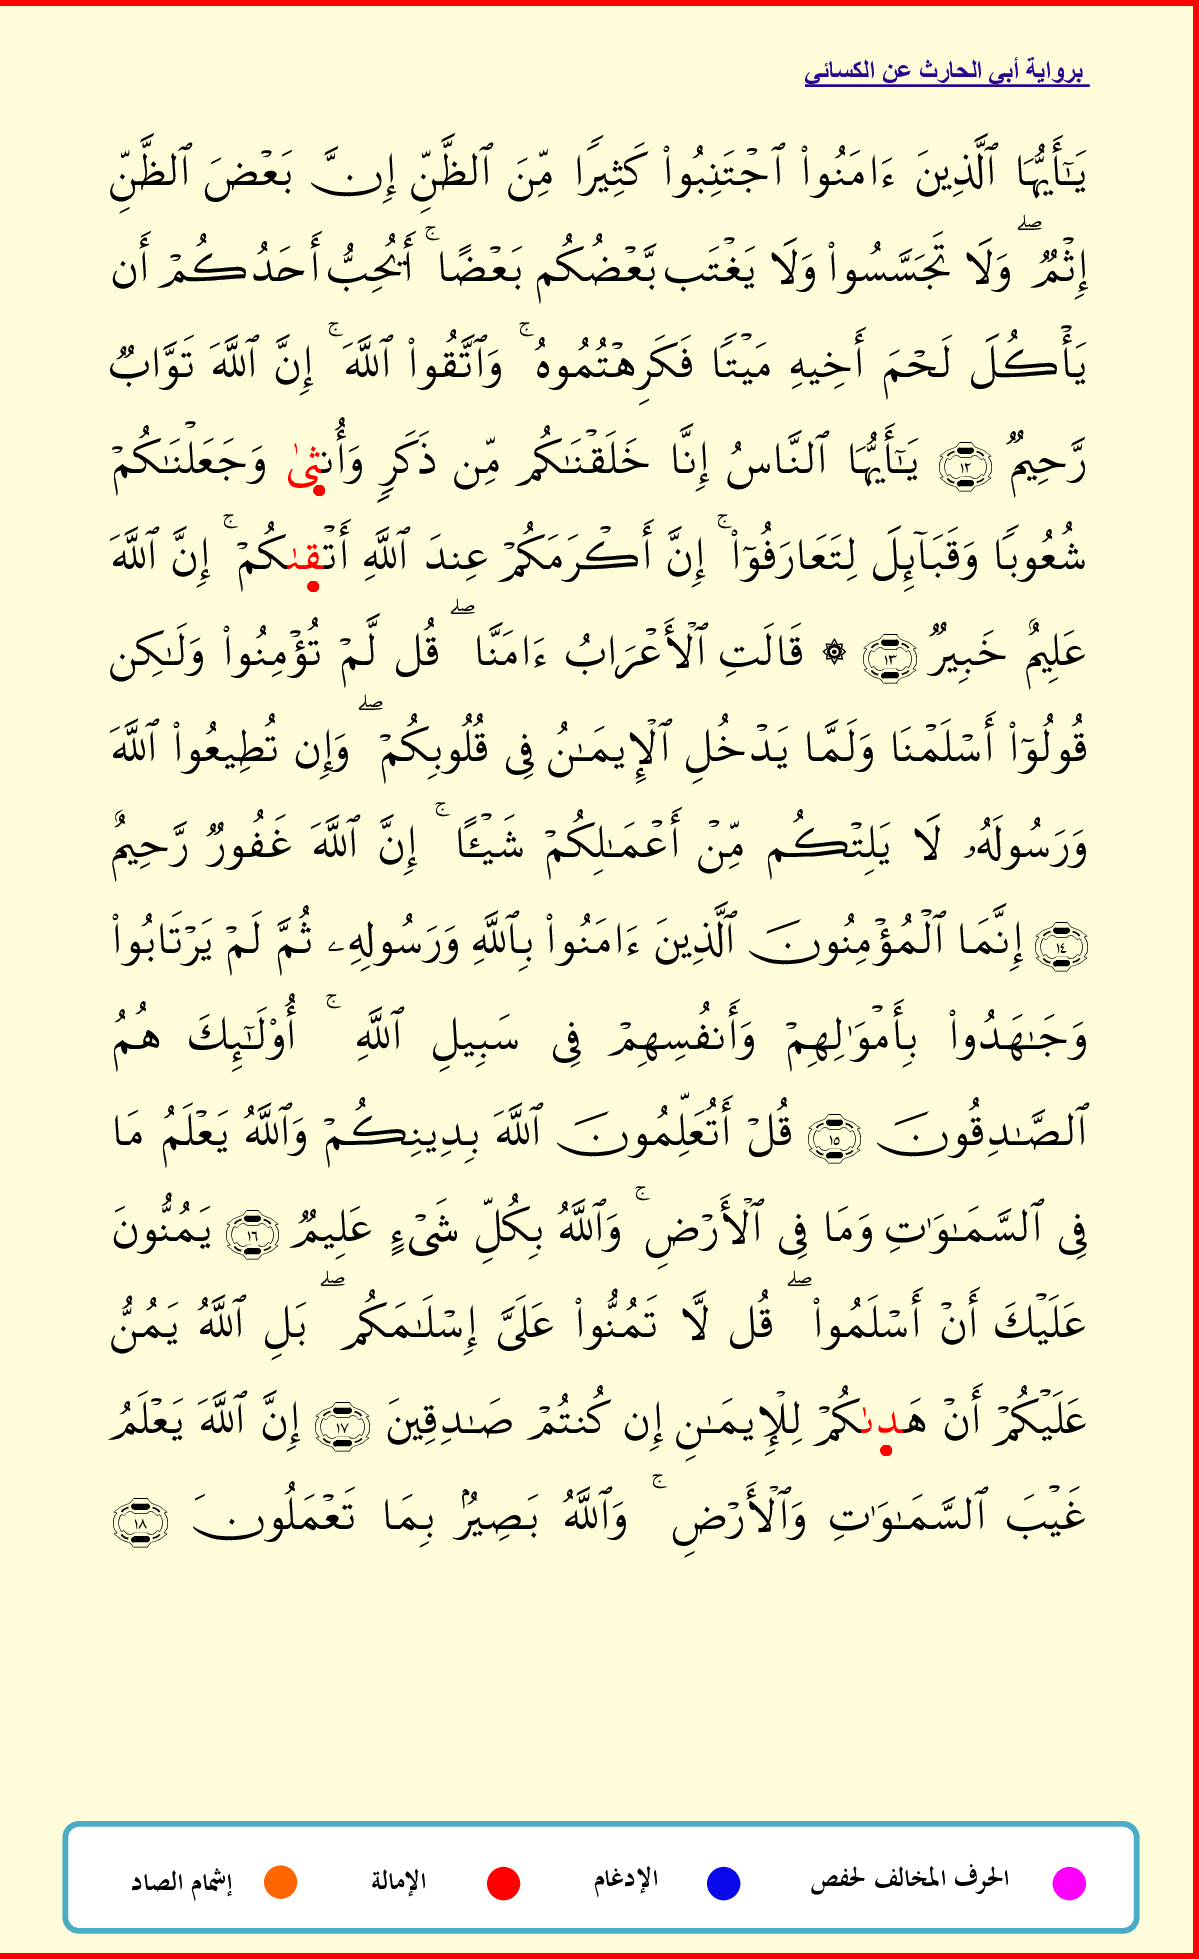 برواية أبي الحارث عن الكسائي
يَـٰٓأَيُّهَا ٱلَّذِينَ ءَامَنُوا۟ ٱجْتَنِبُوا۟ كَثِيرًا مِّنَ ٱلظَّنِّ إِنَّ بَعْضَ ٱلظَّنِّ
إِثْمٌ ۖ وَلَا تَجَسَّسُوا۟ وَلَا يَغْتَب بَّعْضُكُم بَعْضًا ۚ أَيُحِبُّ أَحَدُكُمْ أَن
يَأْكُلَ لَحْمَ أَخِيهِ مَيْتًا فَكَرِهْتُمُوهُ ۚ وَٱتَّقُوا۟ ٱللَّهَ ۚ إِنَّ ٱللَّهَ تَوَّابٌ
رَّحِيمٌ ١٢ يَـٰٓأَيُّهَا ٱلنَّاسُ إِنَّا خَلَقْنَـٰكُم مِّن ذَكَرٍ وَأُنثىٰ وَجَعَلْنَـٰكُمْ
شُعُوبًا وَقَبَآئِلَ لِتَعَارَفُوٓا۟ ۚ إِنَّ أَكْرَمَكُمْ عِندَ ٱللَّهِ أَتْقىٰكُمْ ۚ إِنَّ ٱللَّهَ
عَلِيمٌ خَبِيرٌ ١٣ ۞ قَالَتِ ٱلْأَعْرَابُ ءَامَنَّا ۖ قُل لَّمْ تُؤْمِنُوا۟ وَلَـٰكِن
قُولُوٓا۟ أَسْلَمْنَا وَلَمَّا يَدْخُلِ ٱلْإِيمَـٰنُ فِى قُلُوبِكُمْ ۖ وَإِن تُطِيعُوا۟ ٱللَّهَ
وَرَسُولَهُۥ لَا يَلِتْكُم مِّنْ أَعْمَـٰلِكُمْ شَيْـًٔا ۚ إِنَّ ٱللَّهَ غَفُورٌ رَّحِيمٌ
١٤ إِنَّمَا ٱلْمُؤْمِنُونَ ٱلَّذِينَ ءَامَنُوا۟ بِٱللَّهِ وَرَسُولِهِۦ ثُمَّ لَمْ يَرْتَابُوا۟
وَجَـٰهَدُوا۟ بِأَمْوَٰلِهِمْ وَأَنفُسِهِمْ فِى سَبِيلِ ٱللَّهِ ۚ أُو۟لَـٰٓئِكَ هُمُ
ٱلصَّـٰدِقُونَ ١٥ قُلْ أَتُعَلِّمُونَ ٱللَّهَ بِدِينِكُمْ وَٱللَّهُ يَعْلَمُ مَا
فِى ٱلسَّمَـٰوَٰتِ وَمَا فِى ٱلْأَرْضِ ۚ وَٱللَّهُ بِكُلِّ شَىْءٍ عَلِيمٌ ١٦ يَمُنُّونَ
عَلَيْكَ أَنْ أَسْلَمُوا۟ ۖ قُل لَّا تَمُنُّوا۟ عَلَىَّ إِسْلَـٰمَكُم ۖ بَلِ ٱللَّهُ يَمُنُّ
عَلَيْكُمْ أَنْ هَدىٰكُمْ لِلْإِيمَـٰنِ إِن كُنتُمْ صَـٰدِقِينَ ١٧ إِنَّ ٱللَّهَ يَعْلَمُ
غَيْبَ ٱلسَّمَـٰوَٰتِ وَٱلْأَرْضِ ۚ وَٱللَّهُ بَصِيرٌۢ بِمَا تَعْمَلُونَ ١٨
الحرف المخالف لحفص الإدغام الإمالة إشمام الصاد